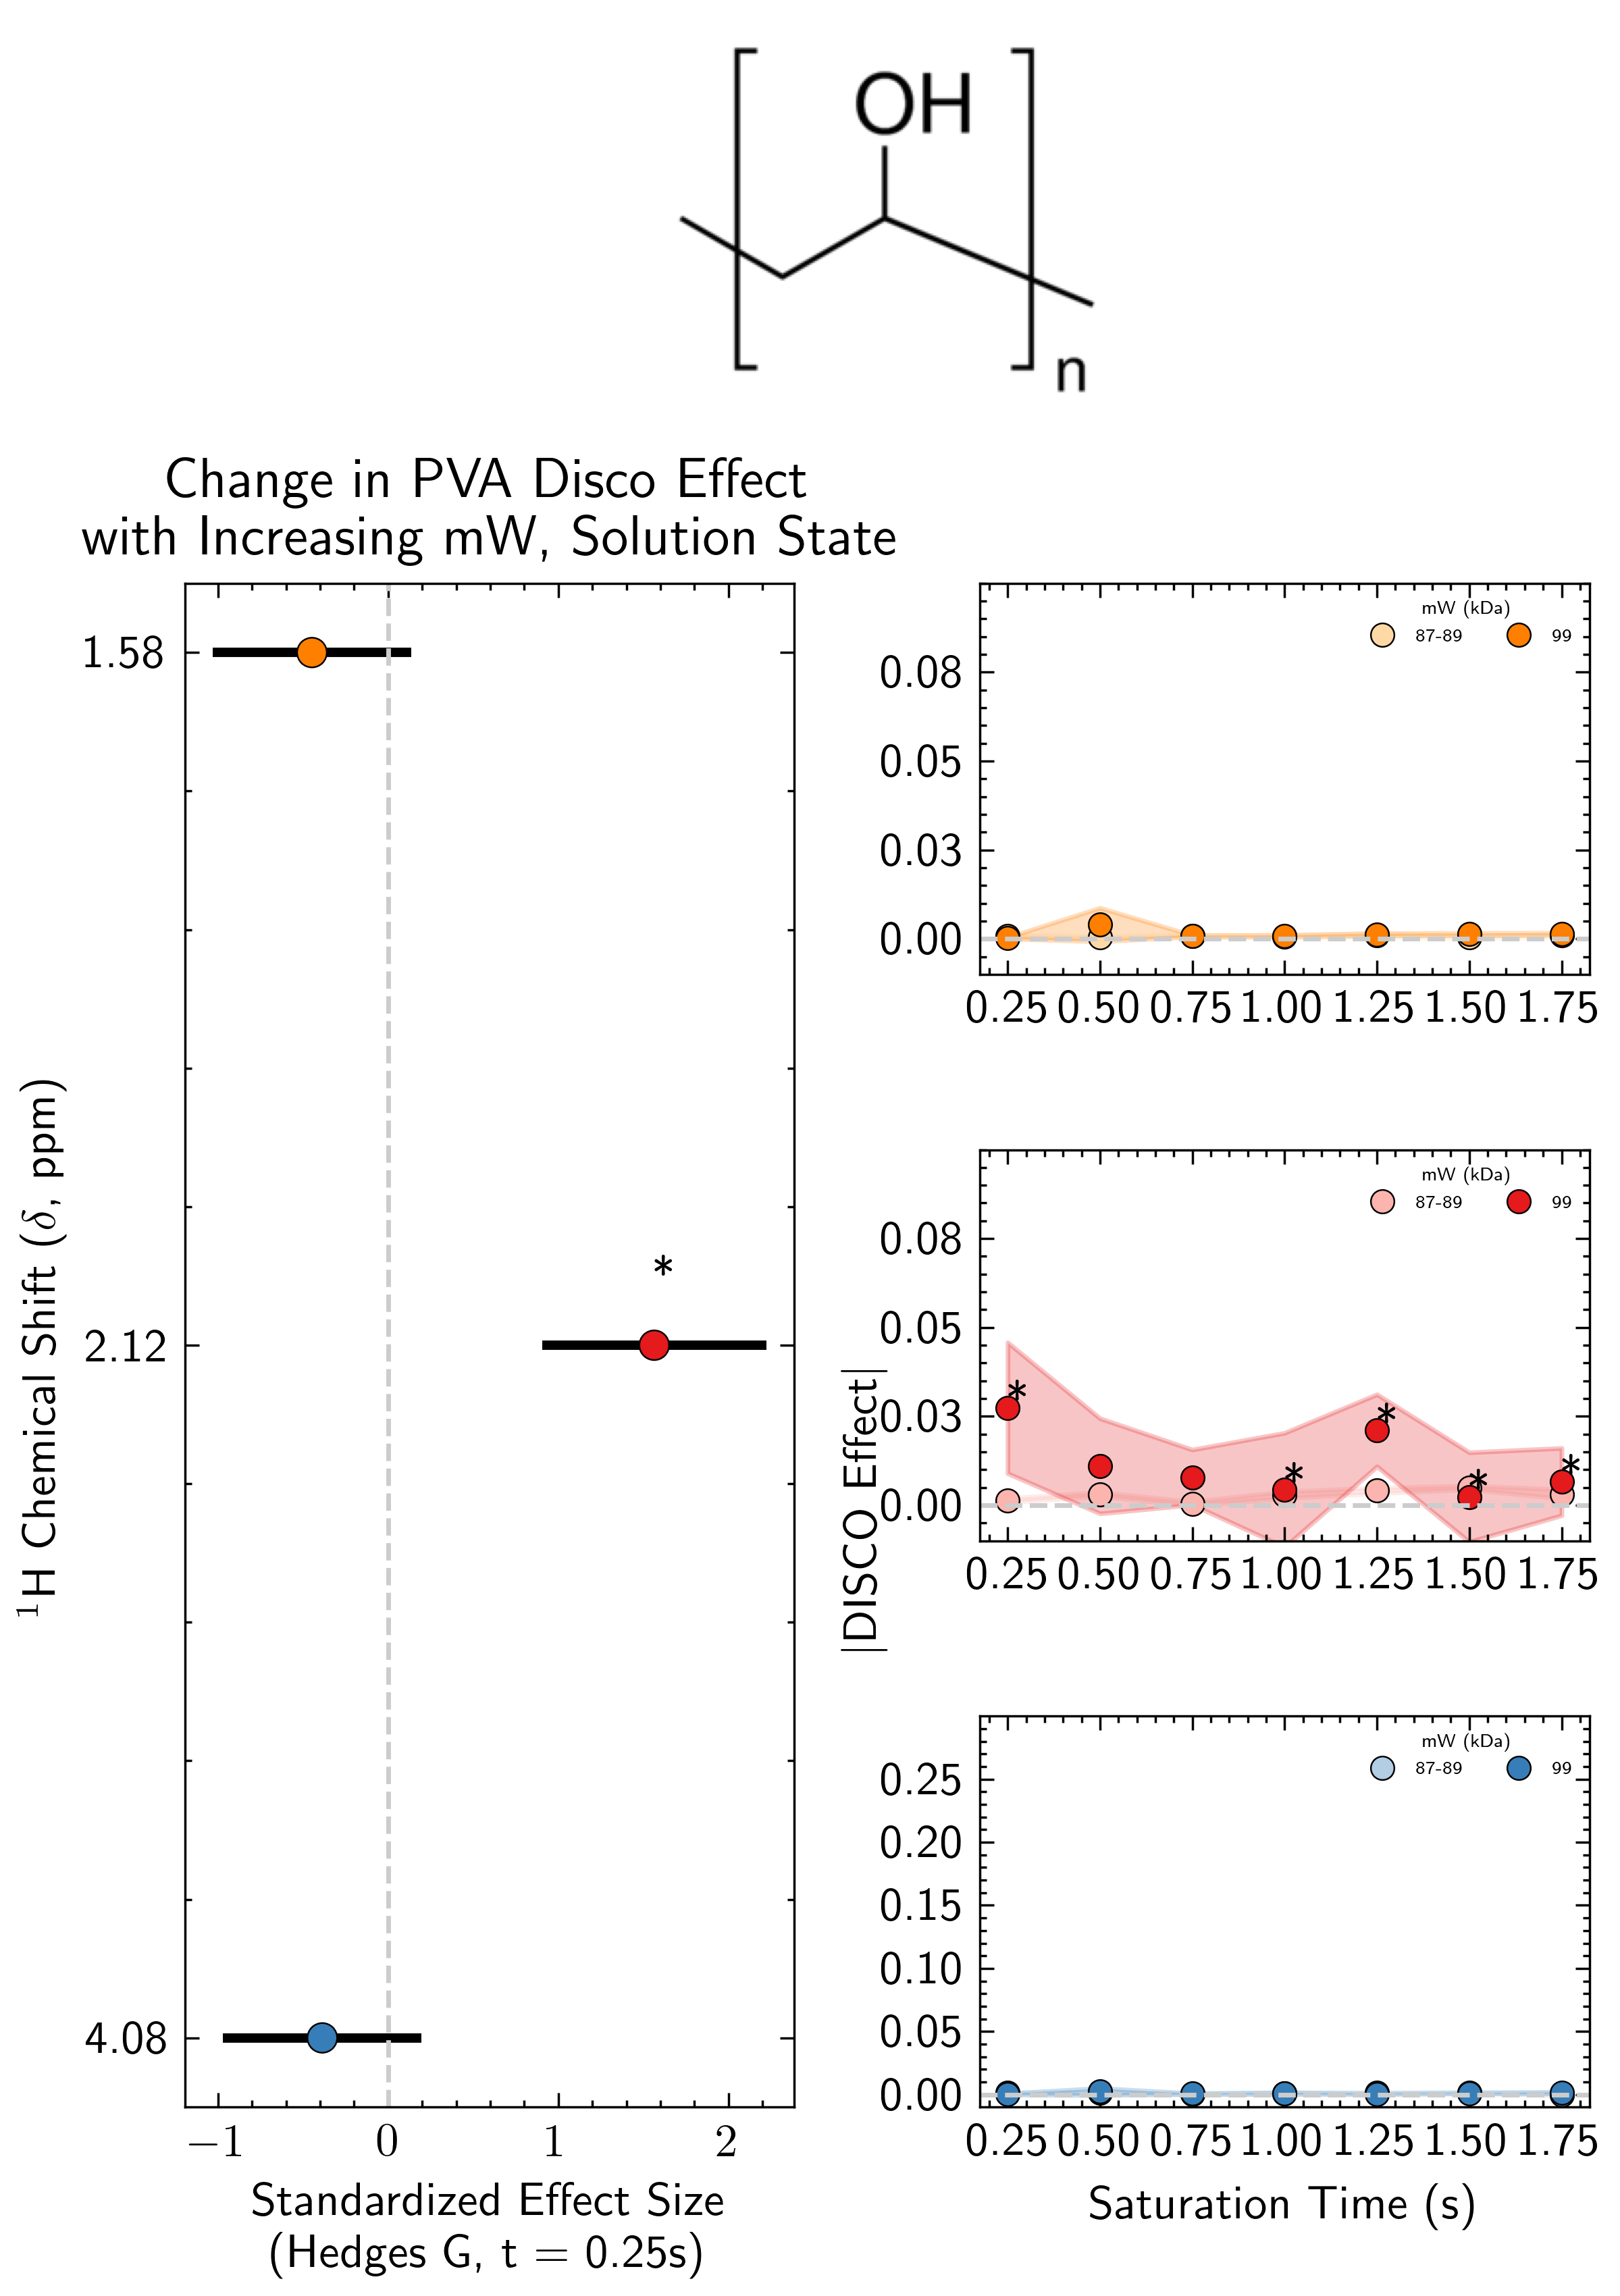 OH
n
Change in PVA Disco Effect
with Increasing mW, Solution State
¹H Chemical Shift (δ, ppm)
1.58
2.12
*
4.08
−1 0 1 2
Standardized Effect Size
(Hedges G, t = 0.25s)
|DISCO Effect|
mW (kDa)
87-89 99
0.08
0.05
0.03
0.00
0.25 0.50 0.75 1.00 1.25 1.50 1.75
mW (kDa)
87-89 99
0.08
0.05
0.03
0.00
* * * * *
0.25 0.50 0.75 1.00 1.25 1.50 1.75
mW (kDa)
87-89 99
0.25
0.20
0.15
0.10
0.05
0.00
0.25 0.50 0.75 1.00 1.25 1.50 1.75
Saturation Time (s)